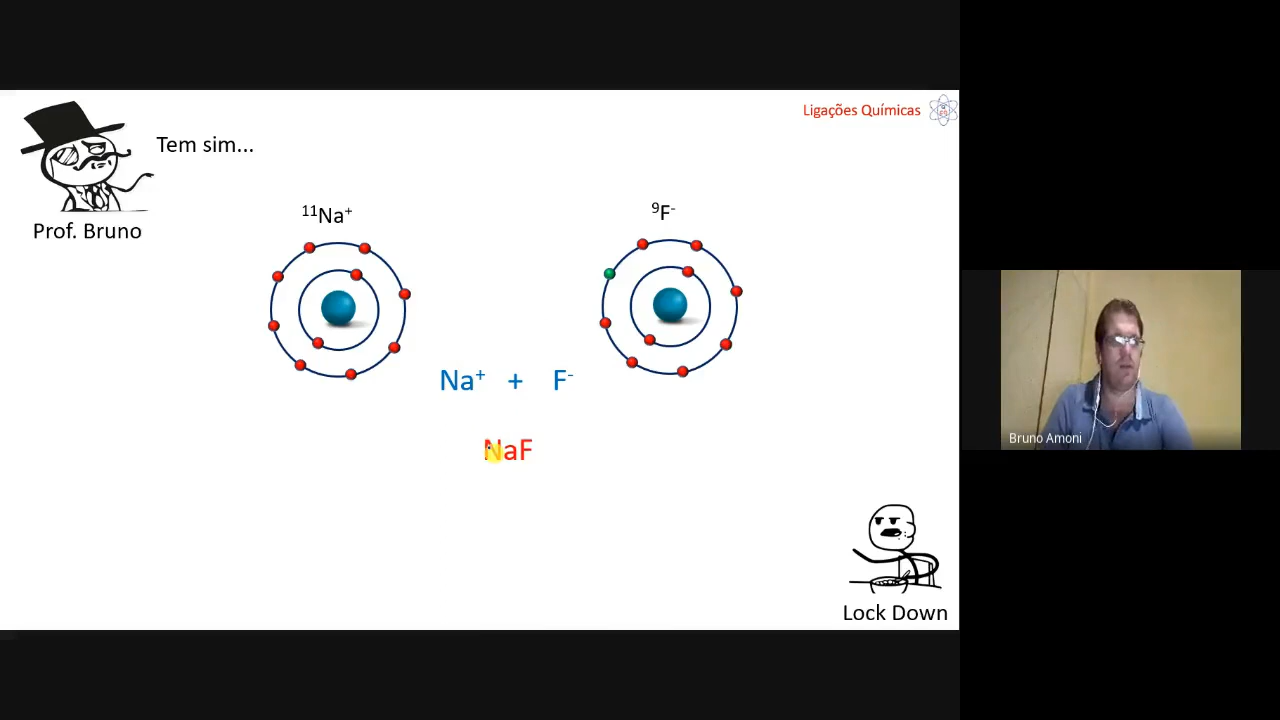 Ligações Químicas
Tem sim...
Prof. Bruno
¹¹Na⁺
⁹F⁻
Na⁺ + F⁻
NaF
Bruno Amoni
Lock Down